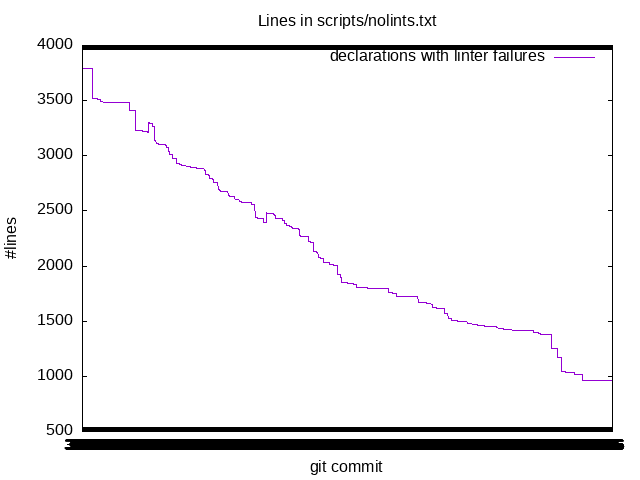 Lines in scripts/nolints.txt
4000
declarations with linter failures
3500
3000
2500
#lines
2000
1500
1000
500
git commit